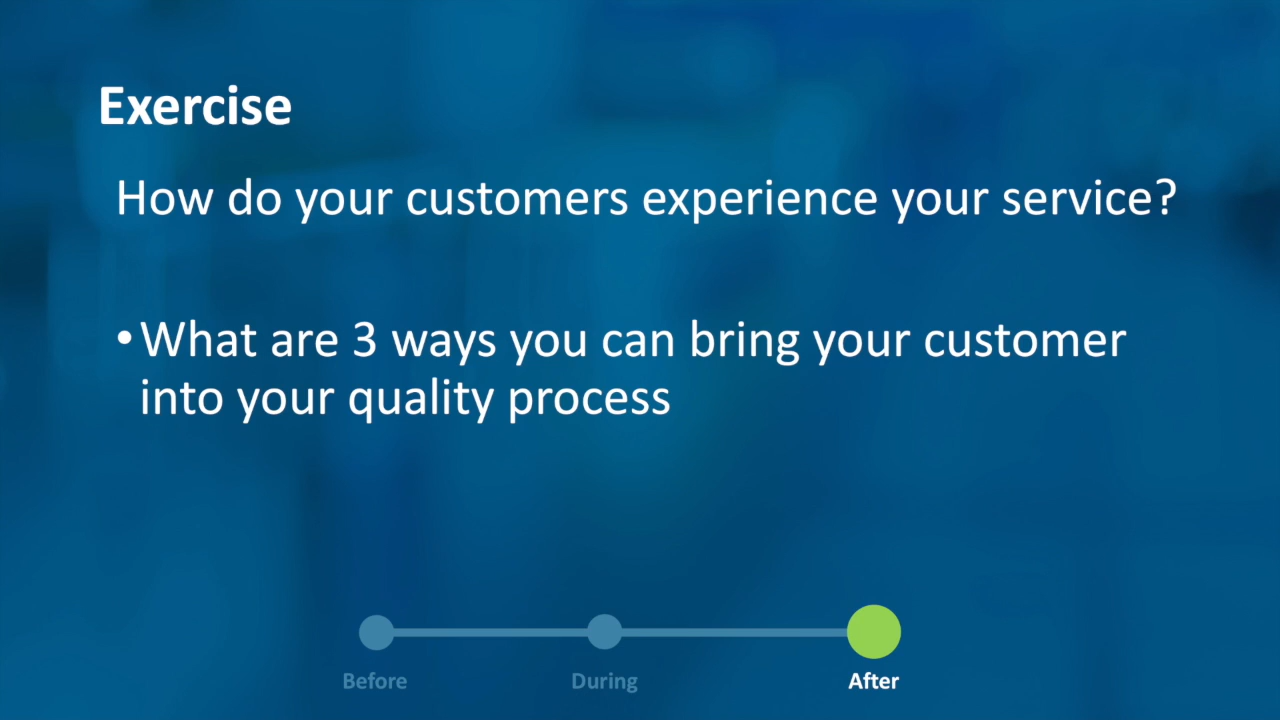 Exercise
How do your customers experience your service?
•What are 3 ways you can bring your customer
into your quality process
Before
During
After